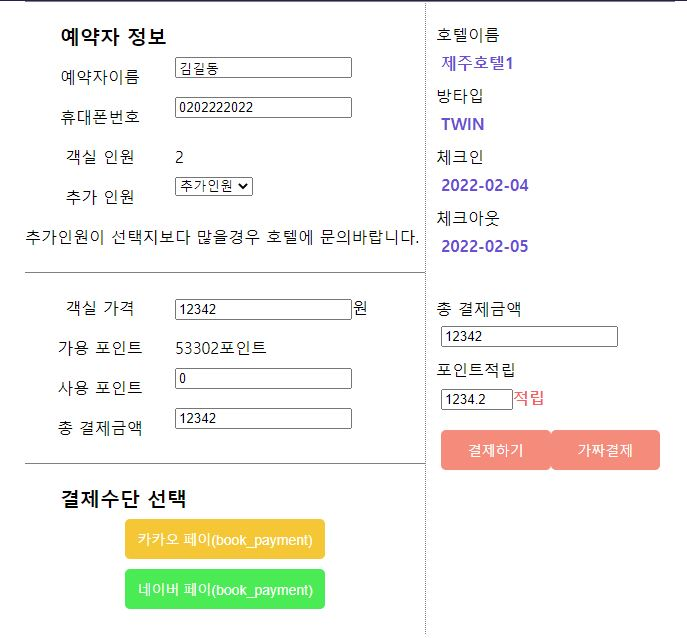 예약자 정보
예약자이름 김길동
휴대폰번호 0202222022
객실 인원 2
추가 인원 추가인원
추가인원이 선택지보다 많을경우 호텔에 문의바랍니다.
객실 가격 12342 원
가용 포인트 53302포인트
사용 포인트 0
총 결제금액 12342
결제수단 선택
카카오 페이(book_payment)
네이버 페이(book_payment)
호텔이름
제주호텔1
방타입
TWIN
체크인
2022-02-04
체크아웃
2022-02-05
총 결제금액
12342
포인트적립
1234.2 적립
결제하기 가짜결제